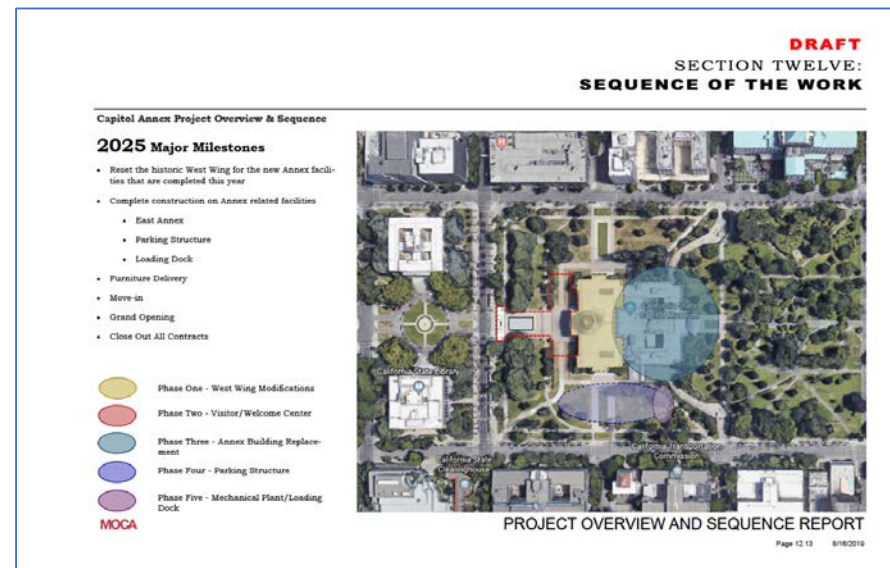 DRAFT
SECTION TWELVE:
SEQUENCE OF THE WORK
Capitol Annex Project Overview & Sequence
2025 Major Milestones
• Reset the historic West Wing for the new Annex facili-
ties that are completed this year
• Complete construction on Annex related facilities
• East Annex
• Parking Structure
• Loading Dock
• Furniture Delivery
• Move-in
• Grand Opening
• Close Out All Contracts
Phase One - West Wing Modifications
Phase Two - Visitor/Welcome Center
Phase Three - Annex Building Replace-
ment
Phase Four - Parking Structure
Phase Five - Mechanical Plant/Loading
Dock
MOCA
H
California State
Capitol Museum
California State Library
M
California State
Clearinghouse
California Transportation
Commission
PROJECT OVERVIEW AND SEQUENCE REPORT
Page 12.13 8/16/2019